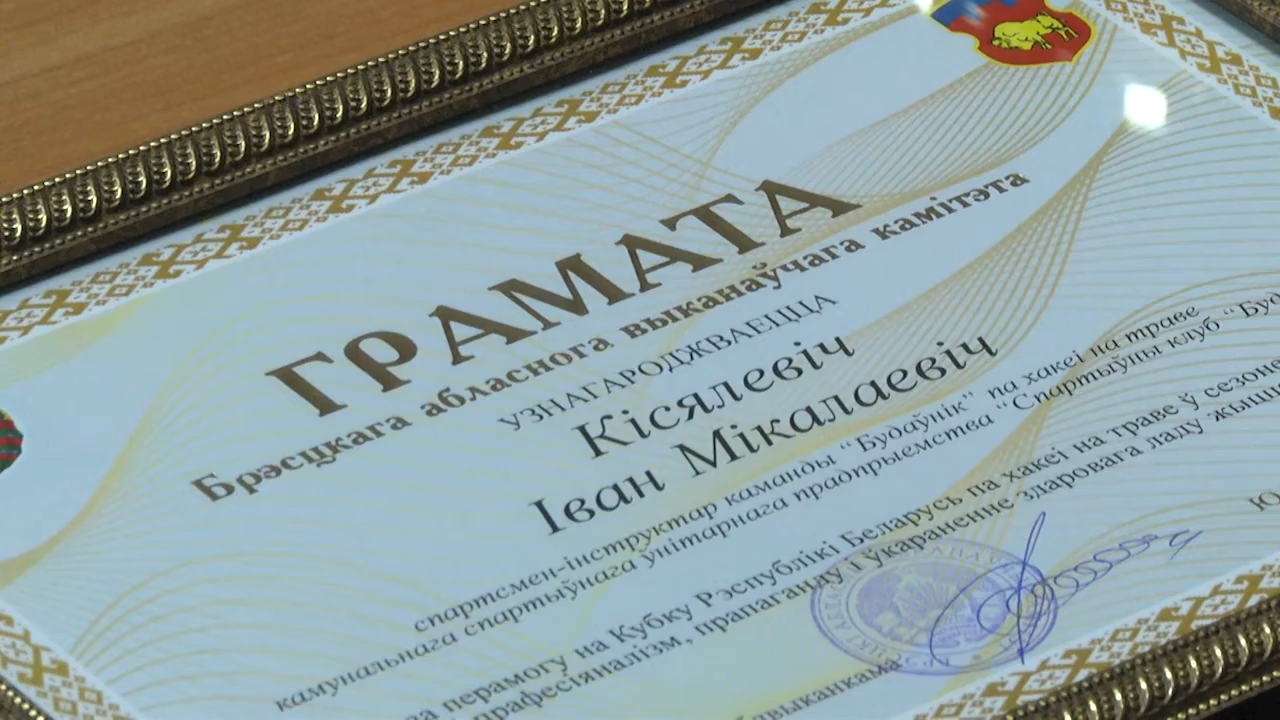 ГРАМАТА
Брэсцкага абласнога выканаўчага камітэта
УЗНАГАРОДЖВАЕЦЦА
Кісялевіч
Іван Мікалаевіч
спартсмен-інструктар каманды “Будаўнік” па хакеі на траве
камунальнага спартыўнага ўнітарнага прадпрыемства “Спартыўны клуб “Буд
за перамогу на Кубку Рэспублікі Беларусь па хакеі на траве ў сезоне
прафесіяналізм, прапаганду і ўкараненне здаровага ладу жыцц
Ю
аблвыканкама